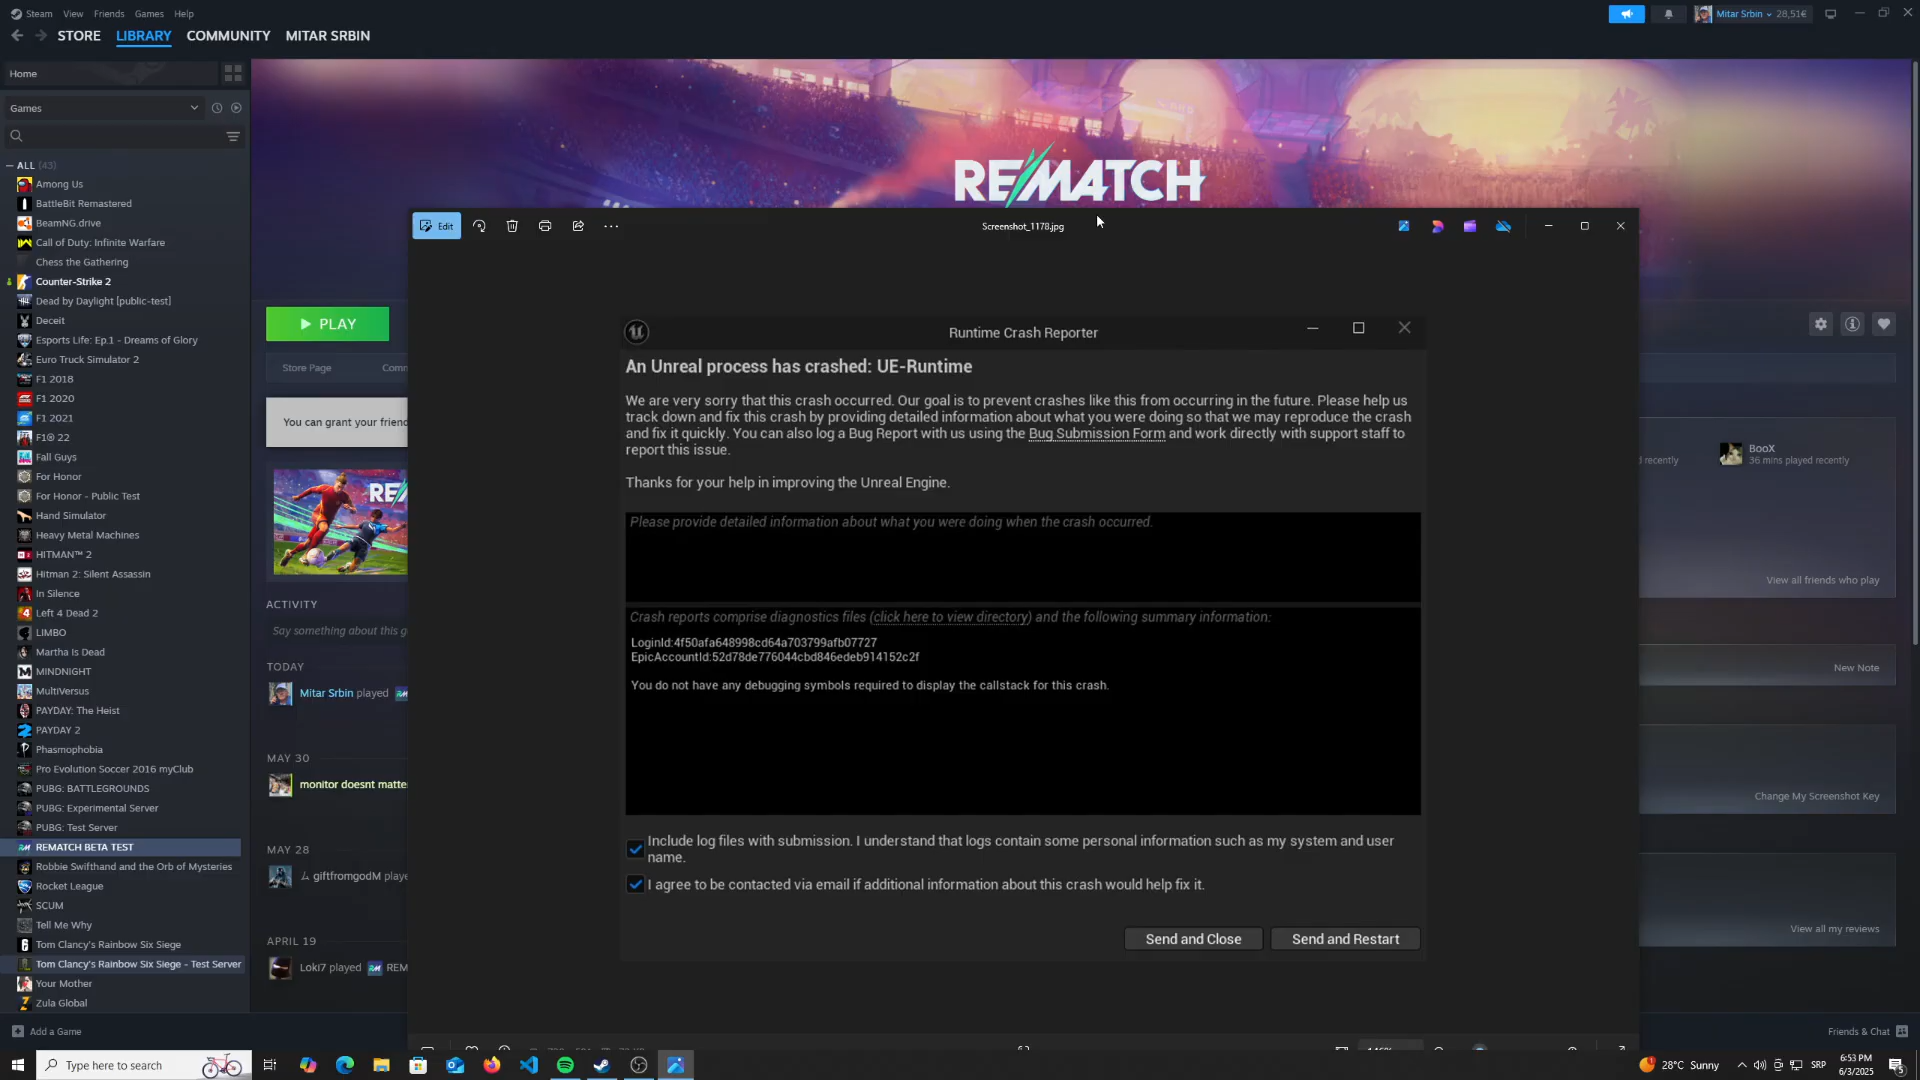 Steam View Friends Games Help
Mitar Srbin 28,51€
STORE LIBRARY COMMUNITY MITAR SRBIN
Home
Games
ALL (43)
Among Us
BattleBit Remastered
BeamNG.drive
Call of Duty: Infinite Warfare
Chess the Gathering
Counter-Strike 2
Dead by Daylight [public-test]
Deceit
Esports Life: Ep.1 - Dreams of Glory
Euro Truck Simulator 2
F1 2018
F1 2020
F1 2021
F1® 22
Fall Guys
For Honor
For Honor - Public Test
Hand Simulator
Heavy Metal Machines
HITMAN™ 2
Hitman 2: Silent Assassin
In Silence
Left 4 Dead 2
LIMBO
Martha Is Dead
MINDNIGHT
MultiVersus
PAYDAY: The Heist
PAYDAY 2
Phasmophobia
Pro Evolution Soccer 2016 myClub
PUBG: BATTLEGROUNDS
PUBG: Experimental Server
PUBG: Test Server
REMATCH BETA TEST
Robbie Swifthand and the Orb of Mysteries
Rocket League
SCUM
Tell Me Why
Tom Clancy's Rainbow Six Siege
Tom Clancy's Rainbow Six Siege - Test Server
Your Mother
Zula Global
Add a Game
REMATCH
PLAY
Store Page Comm
You can grant your friend
RE
ACTIVITY
Say something about this g
TODAY
Mitar Srbin played
MAY 30
monitor doesnt matte
MAY 28
ム giftfromgodM playe
APRIL 19
Loki7 played REM
Edit
Screenshot_1178.jpg
Runtime Crash Reporter
An Unreal process has crashed: UE-Runtime
We are very sorry that this crash occurred. Our goal is to prevent crashes like this from occurring in the future. Please help us
track down and fix this crash by providing detailed information about what you were doing so that we may reproduce the crash
and fix it quickly. You can also log a Bug Report with us using the Bug Submission Form and work directly with support staff to
report this issue.
Thanks for your help in improving the Unreal Engine.
Please provide detailed information about what you were doing when the crash occurred.
Crash reports comprise diagnostics files (click here to view directory) and the following summary information:
LoginId:4f50afa648998cd64a703799afb07727
EpicAccountId:52d78de776044cbd846edeb914152c2f
You do not have any debugging symbols required to display the callstack for this crash.
Include log files with submission. I understand that logs contain some personal information such as my system and user
name.
I agree to be contacted via email if additional information about this crash would help fix it.
Send and Close Send and Restart
d recently
BooX
36 mins played recently
View all friends who play
New Note
Change My Screenshot Key
View all my reviews
Friends & Chat
Type here to search
28°C Sunny
SRP
6:53 PM
6/3/2025